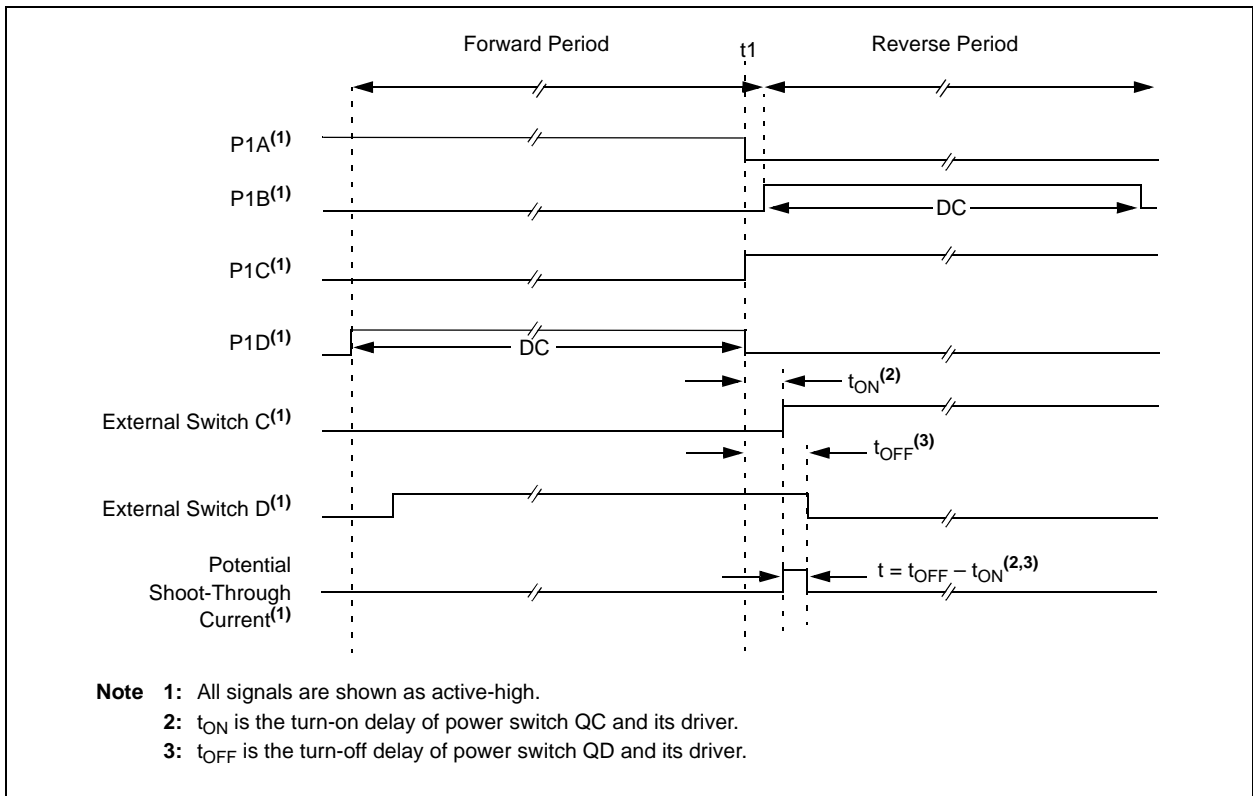 Forward Period
t1
Reverse Period
P1A(1)
P1B(1)
DC
P1C(1)
P1D(1)
DC
tON(2)
External Switch C(1)
tOFF(3)
External Switch D(1)
Potential
Shoot-Through
Current(1)
t = tOFF – tON(2,3)
Note 1: All signals are shown as active-high.
2: tON is the turn-on delay of power switch QC and its driver.
3: tOFF is the turn-off delay of power switch QD and its driver.